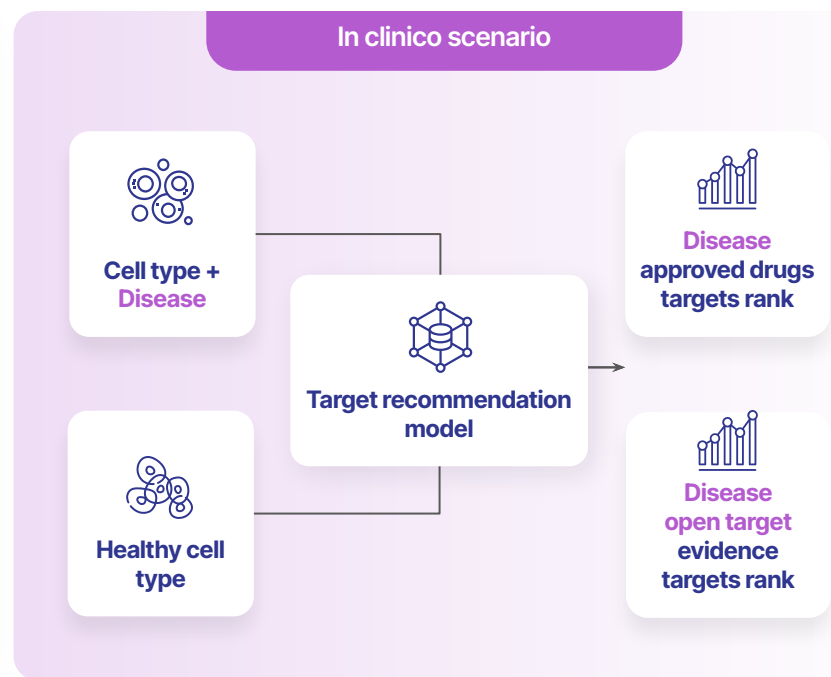 In clinico scenario
Cell type +
Disease
Healthy cell
type
Target recommendation
model
Disease
approved drugs
targets rank
Disease
open target
evidence
targets rank